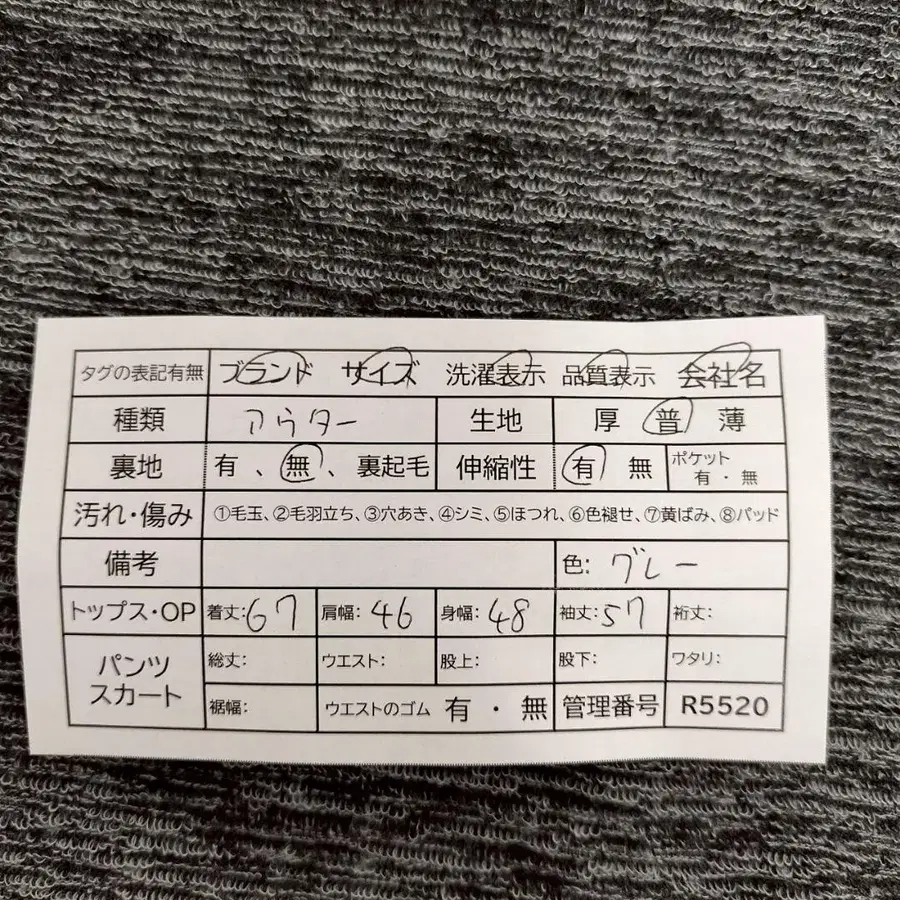 タグの表記有無 ブランド サイズ 洗濯表示 品質表示 会社名
種類 アウター 生地 厚 普 薄
裏地 有 、無 、裏起毛 伸縮性 有 無 ポケット 有 ・ 無
汚れ・傷み ①毛玉、②毛羽立ち、③穴あき、④シミ、⑤ほつれ、⑥色褪せ、⑦黄ばみ、⑧パッド
備考 色: グレー
トップス・OP 着丈:67 肩幅:46 身幅:48 袖丈:57 裄丈:
パンツ スカート 総丈: ウエスト: 股上: 股下: ワタリ:
裾幅: ウエストのゴム 有 ・ 無 管理番号 R5520